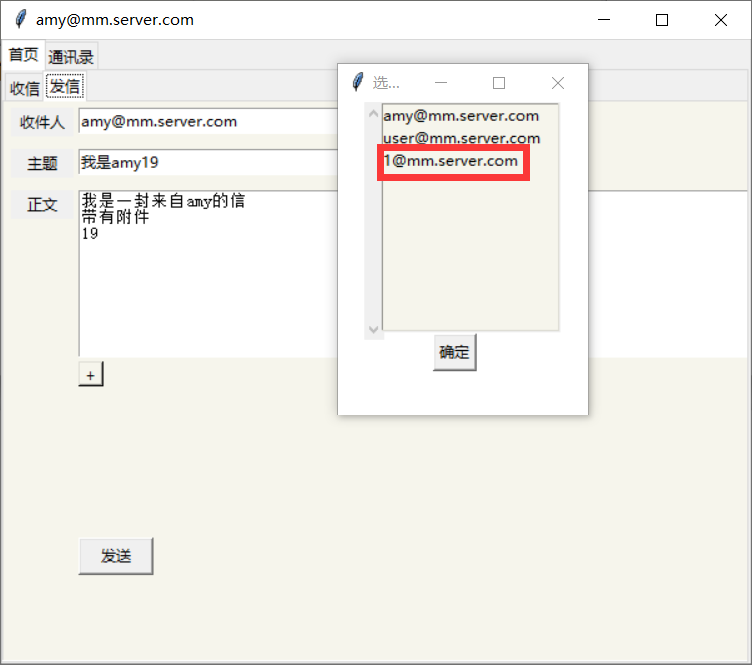 amy@mm.server.com
首页 通讯录
收信 发信
收件人 amy@mm.server.com
主题 我是amy19
正文 我是一封来自amy的信
带有附件
19
+
发送
选...
amy@mm.server.com
user@mm.server.com
1@mm.server.com
确定